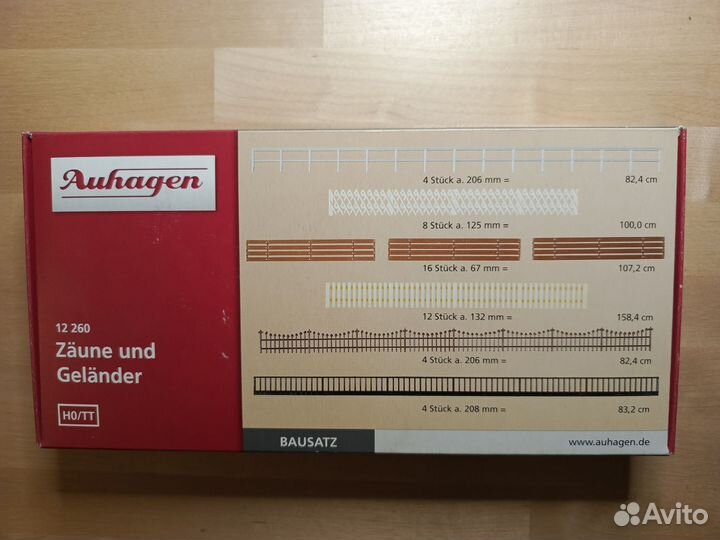 Auhagen
12 260
Zäune und
Geländer
H0/TT
4 Stück a. 206 mm = 82,4 cm
8 Stück a. 125 mm = 100,0 cm
16 Stück a. 67 mm = 107,2 cm
12 Stück a. 132 mm = 158,4 cm
4 Stück a. 206 mm = 82,4 cm
4 Stück a. 208 mm = 83,2 cm
BAUSATZ
www.auhagen.de
Avito